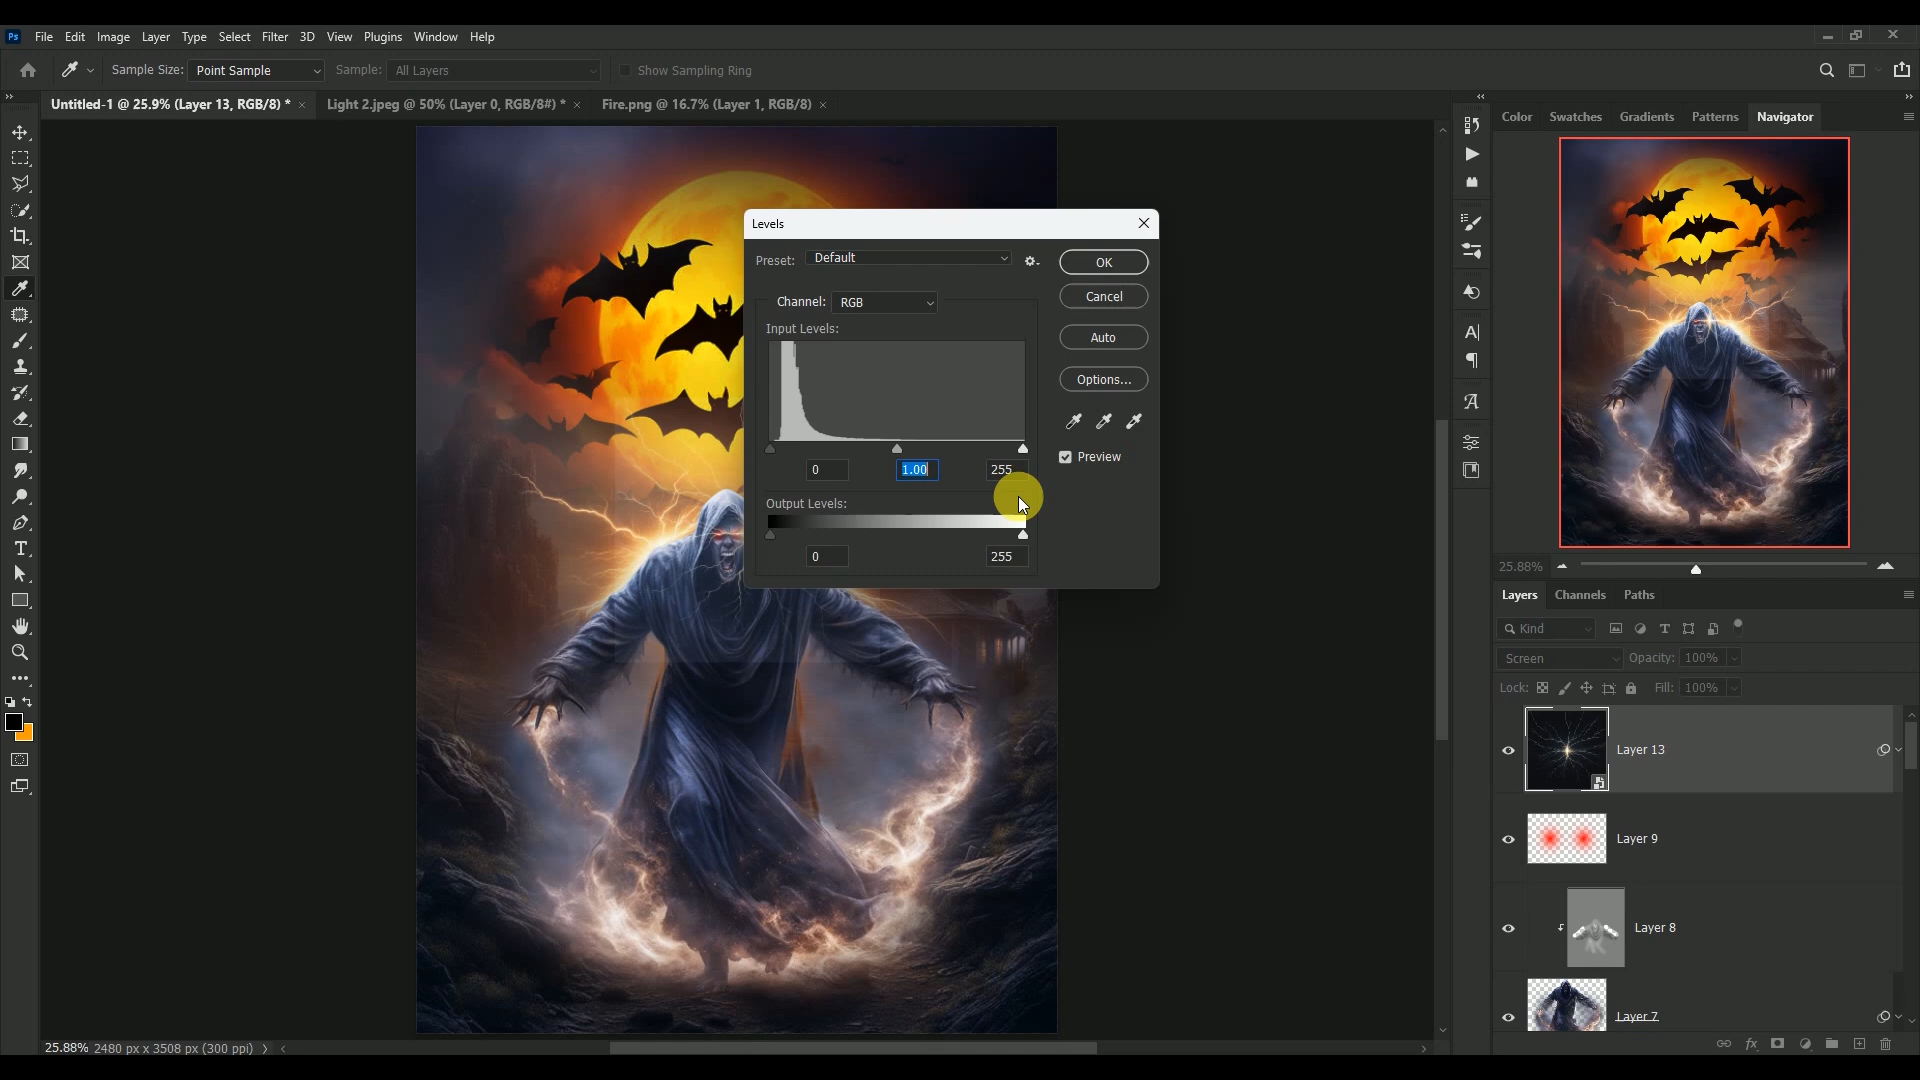 Ps File Edit Image Layer Type Select Filter 3D View Plugins Window Help
Sample Size: Point Sample Sample: All Layers Show Sampling Ring
Untitled-1 @ 25.9% (Layer 13, RGB/8) * × Light 2.jpeg @ 50% (Layer 0, RGB/8#) * × Fire.png @ 16.7% (Layer 1, RGB/8) ×
Color Swatches Gradients Patterns Navigator
Levels
Preset: Default
OK
Channel: RGB
Cancel
Input Levels:
Auto
Options...
Preview
0 1.00 255
Output Levels:
0 255
25.88%
Layers Channels Paths
Kind
Screen Opacity: 100%
Lock: Fill: 100%
Layer 13
Layer 9
Layer 8
Layer 7
25.88% 2480 px x 3508 px (300 ppi)